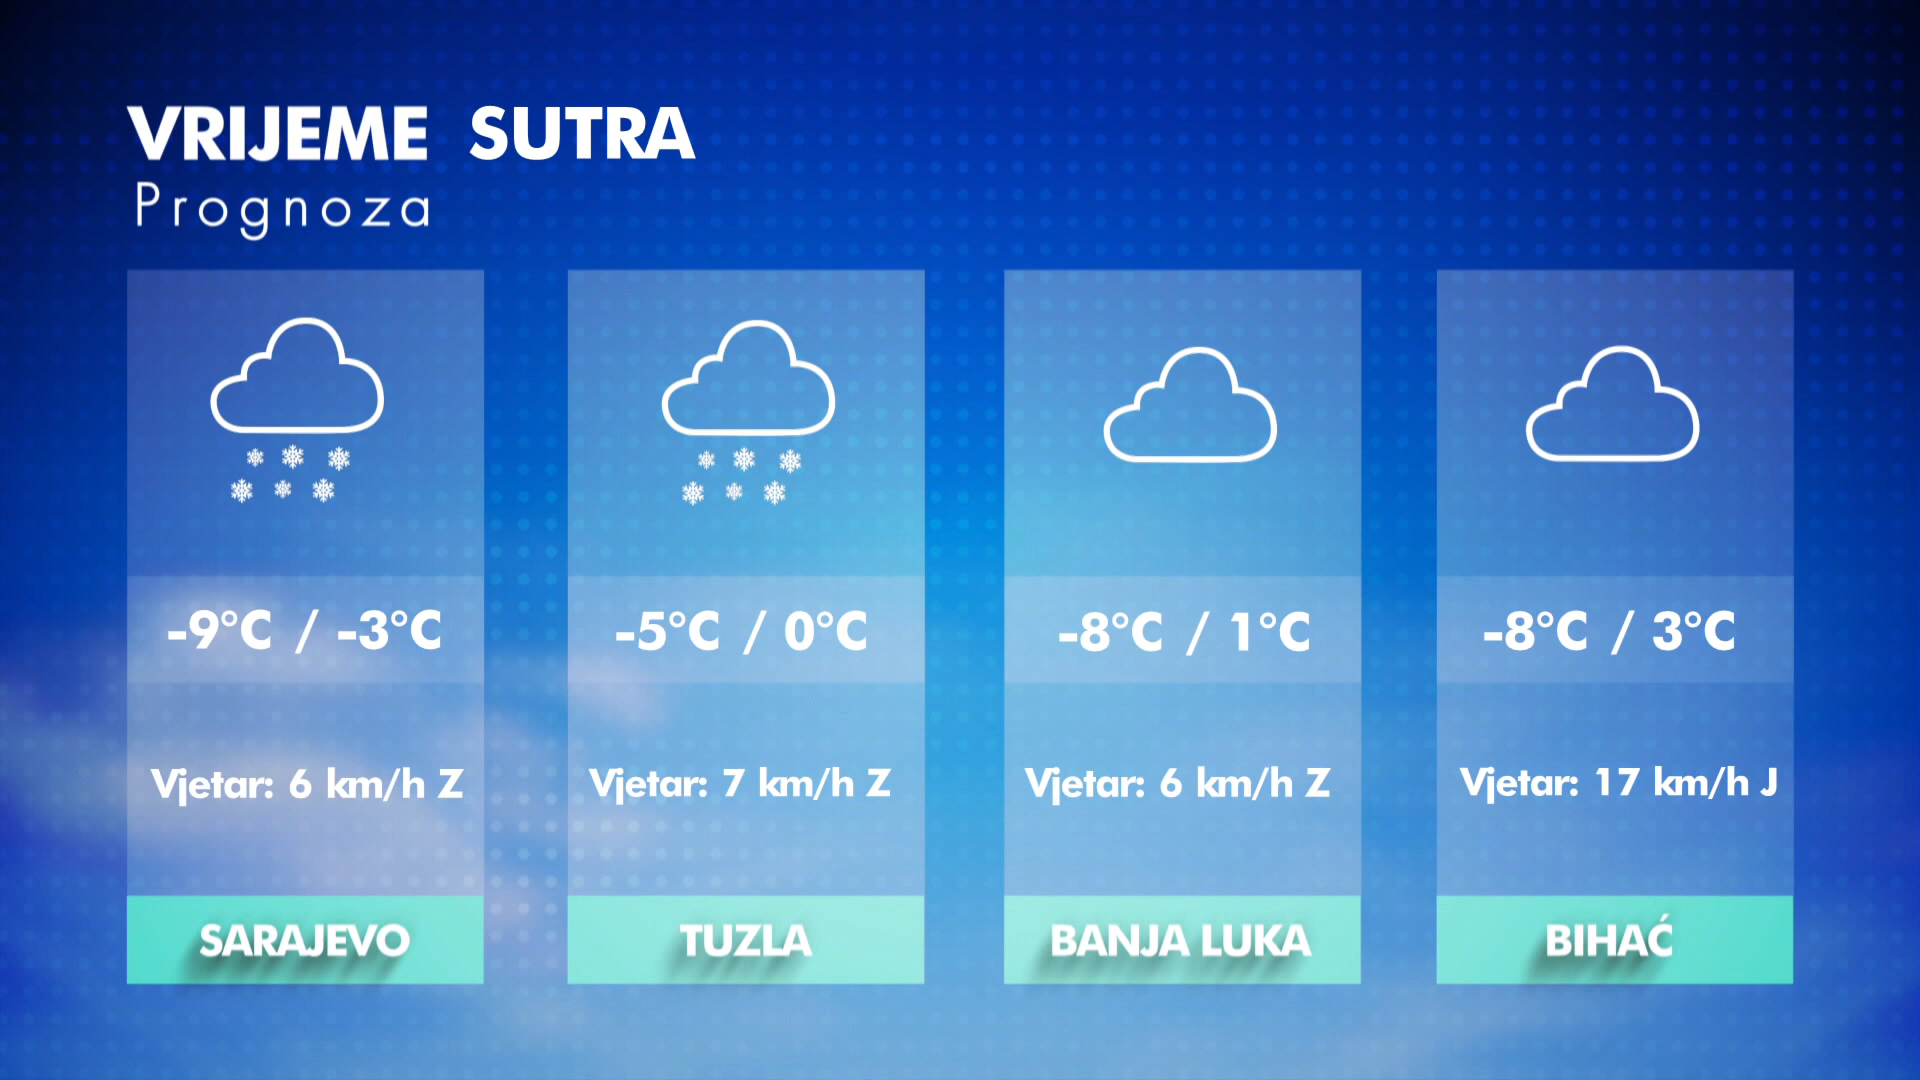 VRIJEME SUTRA
Prognoza
-9°C / -3°C
Vjetar: 6 km/h Z
SARAJEVO
-5°C / 0°C
Vjetar: 7 km/h Z
TUZLA
-8°C / 1°C
Vjetar: 6 km/h Z
BANJA LUKA
-8°C / 3°C
Vjetar: 17 km/h J
BIHAĆ